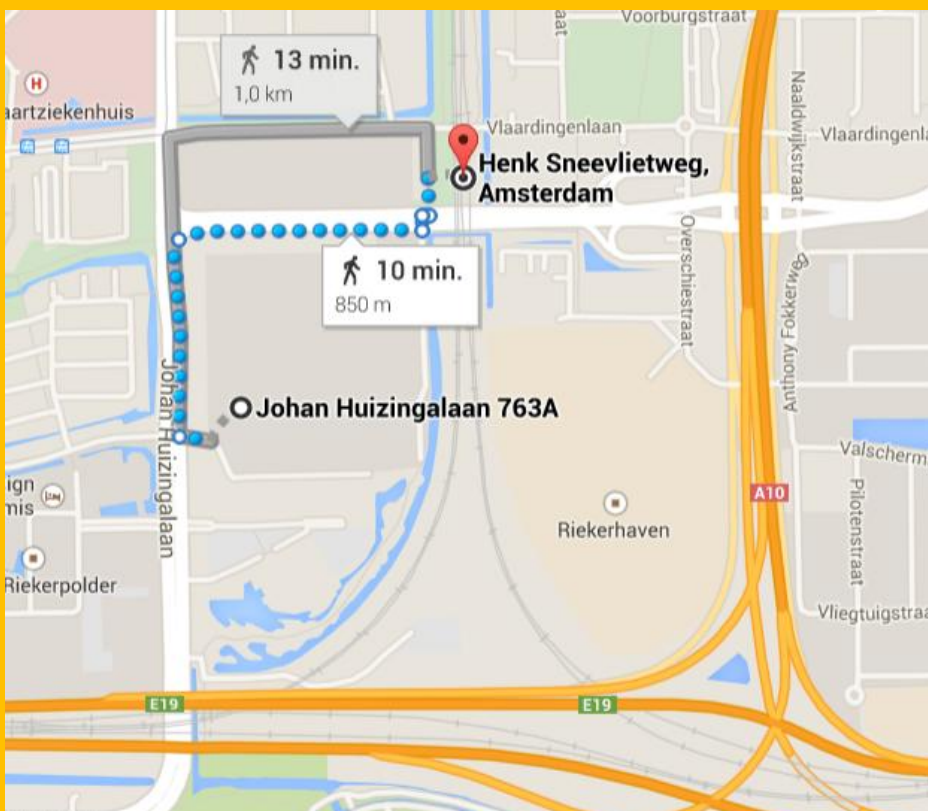 Voorburgstraat
13 min.
1,0 km
H
aartziekenhuis
Vlaardingenlaan
Vlaardingenla
Naaldwijkstraat
Henk Sneevlietweg,
Amsterdam
Overschiestraat
10 min.
850 m
Anthony Fokkerweg
Johan Huizingalaan
Johan Huizingalaan 763A
Valscherm
ign
mis
A10
Pilotenstraat
Riekerhaven
Riekerpolder
Vliegtuigstraa
E19
E19